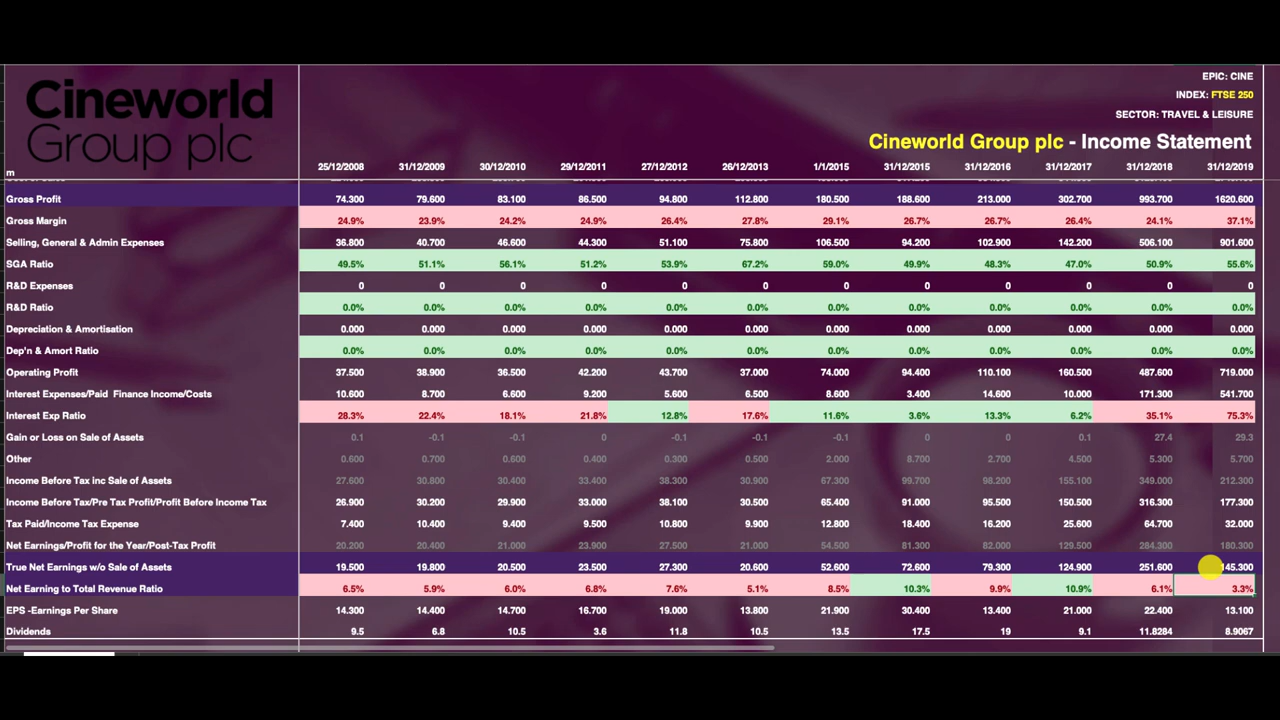 Cineworld
Group plc
EPIC: CINE
INDEX: FTSE 250
SECTOR: TRAVEL & LEISURE
Cineworld Group plc - Income Statement
m 25/12/2008 31/12/2009 30/12/2010 29/12/2011 27/12/2012 26/12/2013 1/1/2015 31/12/2015 31/12/2016 31/12/2017 31/12/2018 31/12/2019
Gross Profit 74.300 79.600 83.100 86.500 94.800 112.800 180.500 188.600 213.000 302.700 993.700 1620.600
Gross Margin 24.9% 23.9% 24.2% 24.9% 26.4% 27.8% 29.1% 26.7% 26.7% 26.4% 24.1% 37.1%
Selling, General & Admin Expenses 36.800 40.700 46.600 44.300 51.100 75.800 106.500 94.200 102.900 142.200 506.100 901.600
SGA Ratio 49.5% 51.1% 56.1% 51.2% 53.9% 67.2% 59.0% 49.9% 48.3% 47.0% 50.9% 55.6%
R&D Expenses 0 0 0 0 0 0 0 0 0 0 0 0
R&D Ratio 0.0% 0.0% 0.0% 0.0% 0.0% 0.0% 0.0% 0.0% 0.0% 0.0% 0.0% 0.0%
Depreciation & Amortisation 0.000 0.000 0.000 0.000 0.000 0.000 0.000 0.000 0.000 0.000 0.000 0.000
Dep'n & Amort Ratio 0.0% 0.0% 0.0% 0.0% 0.0% 0.0% 0.0% 0.0% 0.0% 0.0% 0.0% 0.0%
Operating Profit 37.500 38.900 36.500 42.200 43.700 37.000 74.000 94.400 110.100 160.500 487.600 719.000
Interest Expenses/Paid Finance Income/Costs 10.600 8.700 6.600 9.200 5.600 6.500 8.600 3.400 14.600 10.000 171.300 541.700
Interest Exp Ratio 28.3% 22.4% 18.1% 21.8% 12.8% 17.6% 11.6% 3.6% 13.3% 6.2% 35.1% 75.3%
Gain or Loss on Sale of Assets 0.1 -0.1 -0.1 0 -0.1 -0.1 -0.1 0 0 0.1 27.4 29.3
Other 0.600 0.700 0.600 0.400 0.300 0.500 2.000 8.700 2.700 4.500 5.300 5.700
Income Before Tax inc Sale of Assets 27.600 30.800 30.400 33.400 38.300 30.900 67.300 99.700 98.200 155.100 349.000 212.300
Income Before Tax/Pre Tax Profit/Profit Before Income Tax 26.900 30.200 29.900 33.000 38.100 30.500 65.400 91.000 95.500 150.500 316.300 177.300
Tax Paid/Income Tax Expense 7.400 10.400 9.400 9.500 10.800 9.900 12.800 18.400 16.200 25.600 64.700 32.000
Net Earnings/Profit for the Year/Post-Tax Profit 20.200 20.400 21.000 23.900 27.500 21.000 54.500 81.300 82.000 129.500 284.300 180.300
True Net Earnings w/o Sale of Assets 19.500 19.800 20.500 23.500 27.300 20.600 52.600 72.600 79.300 124.900 251.600 45.300
Net Earning to Total Revenue Ratio 6.5% 5.9% 6.0% 6.8% 7.6% 5.1% 8.5% 10.3% 9.9% 10.9% 6.1% 3.3%
EPS -Earnings Per Share 14.300 14.400 14.700 16.700 19.000 13.800 21.900 30.400 13.400 21.000 22.400 13.100
Dividends 9.5 6.8 10.5 3.6 11.8 10.5 13.5 17.5 19 9.1 11.8284 8.9067